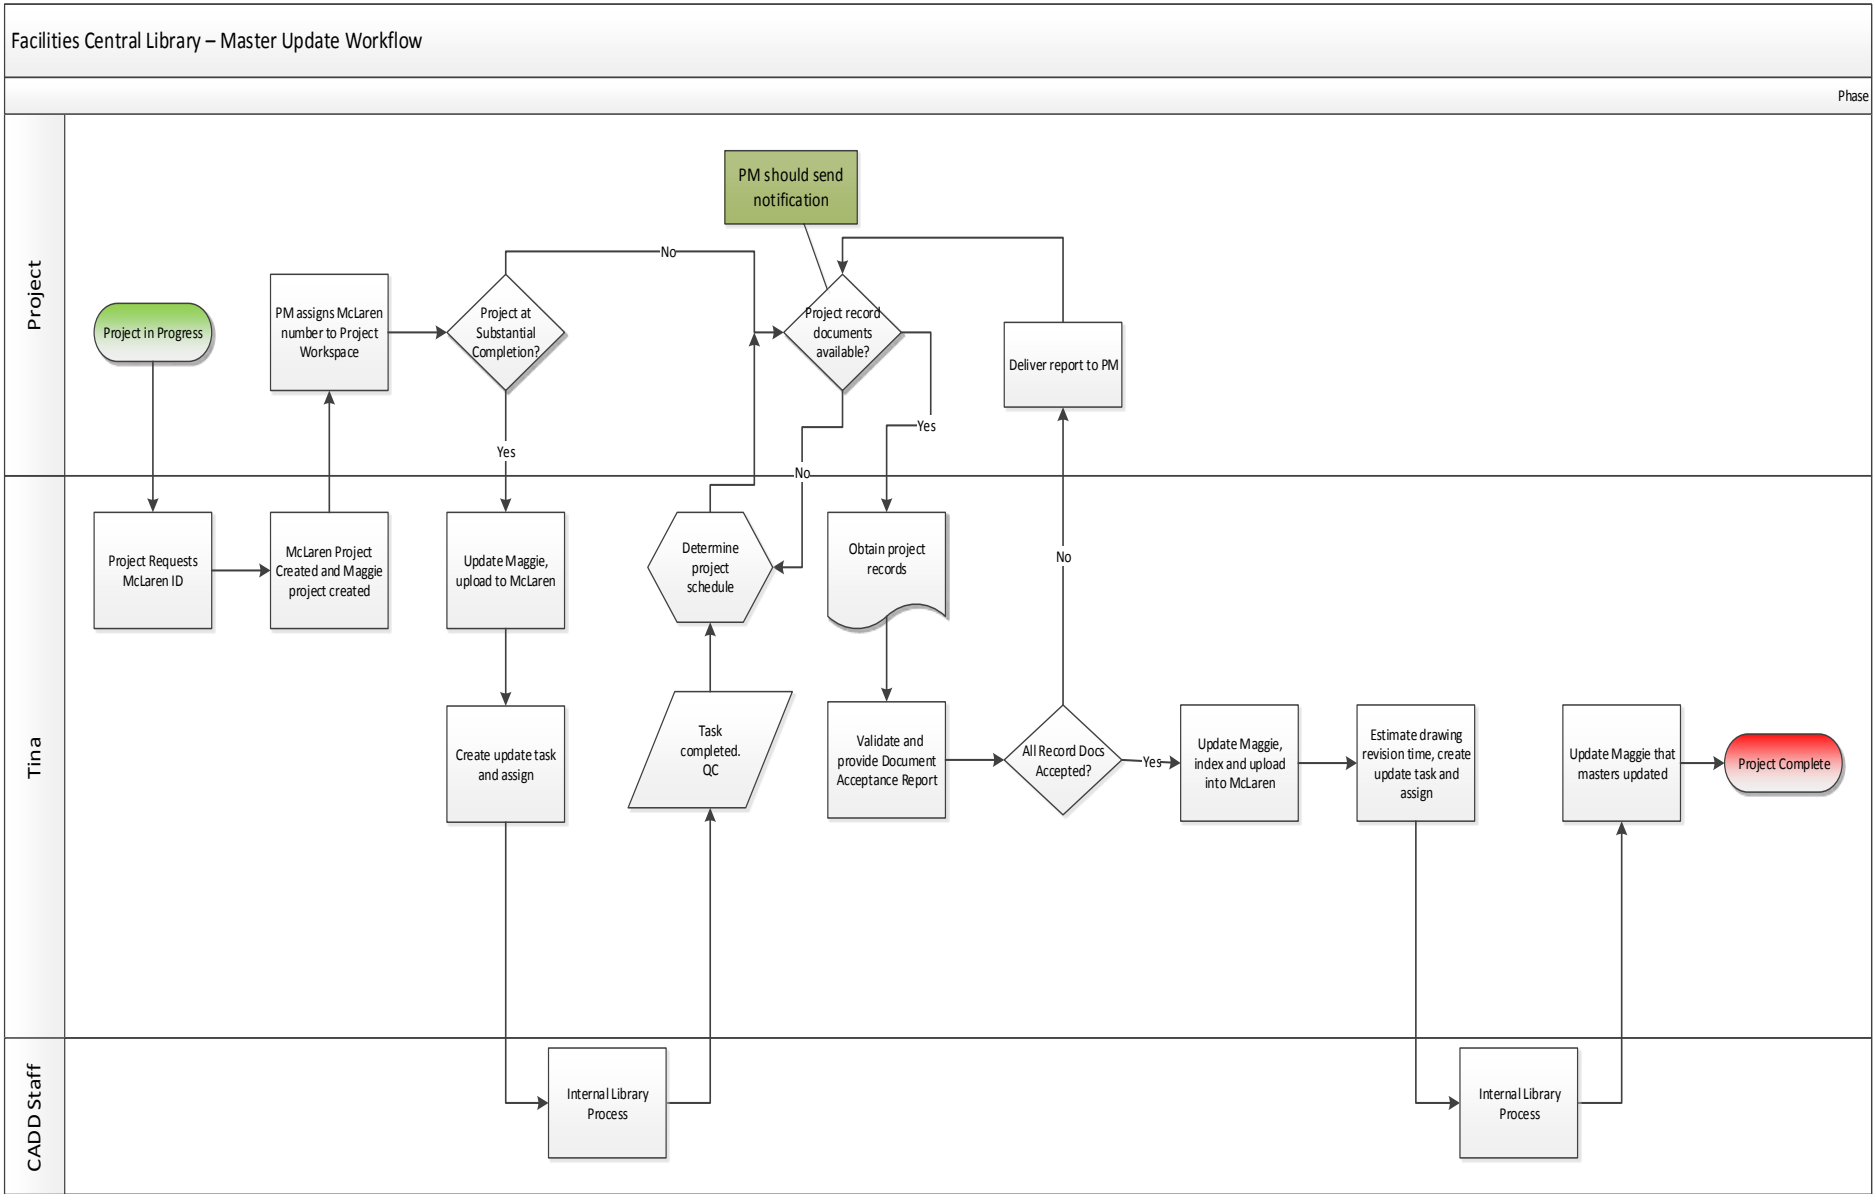 Facilities Central Library – Master Update Workflow
Phase
Project
PM should send
notification
No
Project in Progress
PM assigns McLaren
number to Project
Workspace
Project at
Substantial
Completion?
Project record
documents
available?
Deliver report to PM
Yes
Yes
No
Tina
Project Requests
McLaren ID
McLaren Project
Created and Maggie
project created
Update Maggie,
upload to McLaren
Determine
project
schedule
Obtain project
records
No
Create update task
and assign
Task
completed.
QC
Validate and
provide Document
Acceptance Report
All Record Docs
Accepted?
Yes
Update Maggie,
index and upload
into McLaren
Estimate drawing
revision time, create
update task and
assign
Update Maggie that
masters updated
Project Complete
CADD Staff
Internal Library
Process
Internal Library
Process